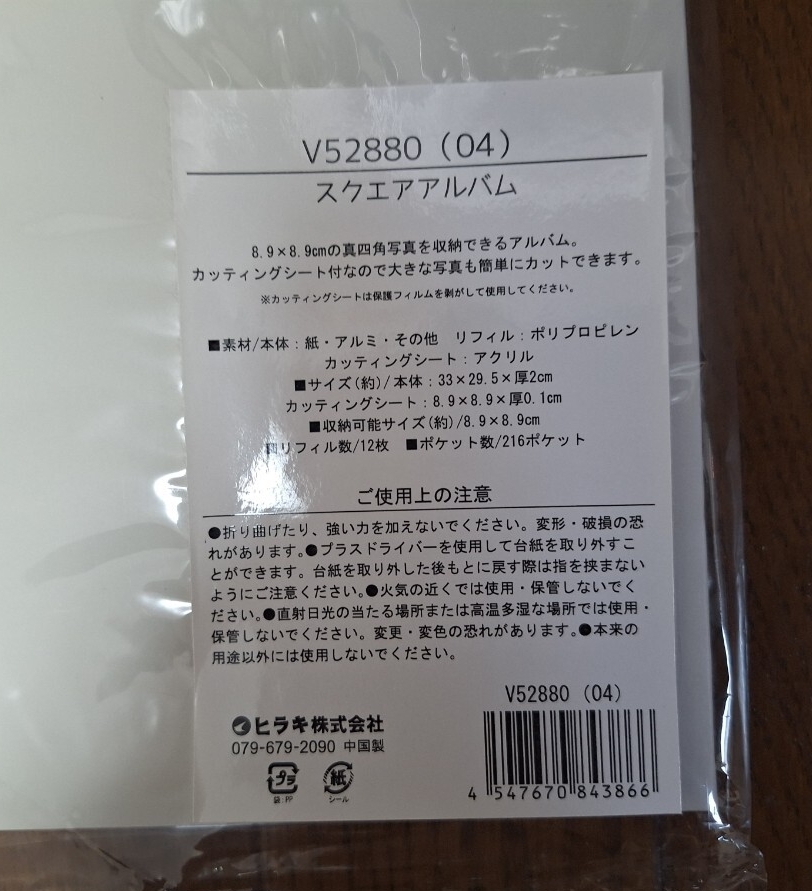 V52880（04）
スクエアアルバム
8.9×8.9cmの真四角写真を収納できるアルバム。
カッティングシート付なので大きな写真も簡単にカットできます。
※カッティングシートは保護フィルムを剥がして使用してください。
■素材/本体：紙・アルミ・その他　リフィル：ポリプロピレン
カッティングシート：アクリル
■サイズ(約)/本体：33×29.5×厚2cm
カッティングシート：8.9×8.9×厚0.1cm
■収納可能サイズ(約)/8.9×8.9cm
■リフィル数/12枚　■ポケット数/216ポケット
ご使用上の注意
●折り曲げたり、強い力を加えないでください。変形・破損の恐
れがあります。●プラスドライバーを使用して台紙を取り外すこ
とができます。台紙を取り外した後もとに戻す際は指を挟まない
ようにご注意ください。●火気の近くでは使用・保管しないでく
ださい。●直射日光の当たる場所または高温多湿な場所では使用・
保管しないでください。変更・変色の恐れがあります。●本来の
用途以外には使用しないでください。
V52880（04）
ヒラキ株式会社
079-679-2090 中国製
プラ
袋:PP
紙
シール
4 547670 843866